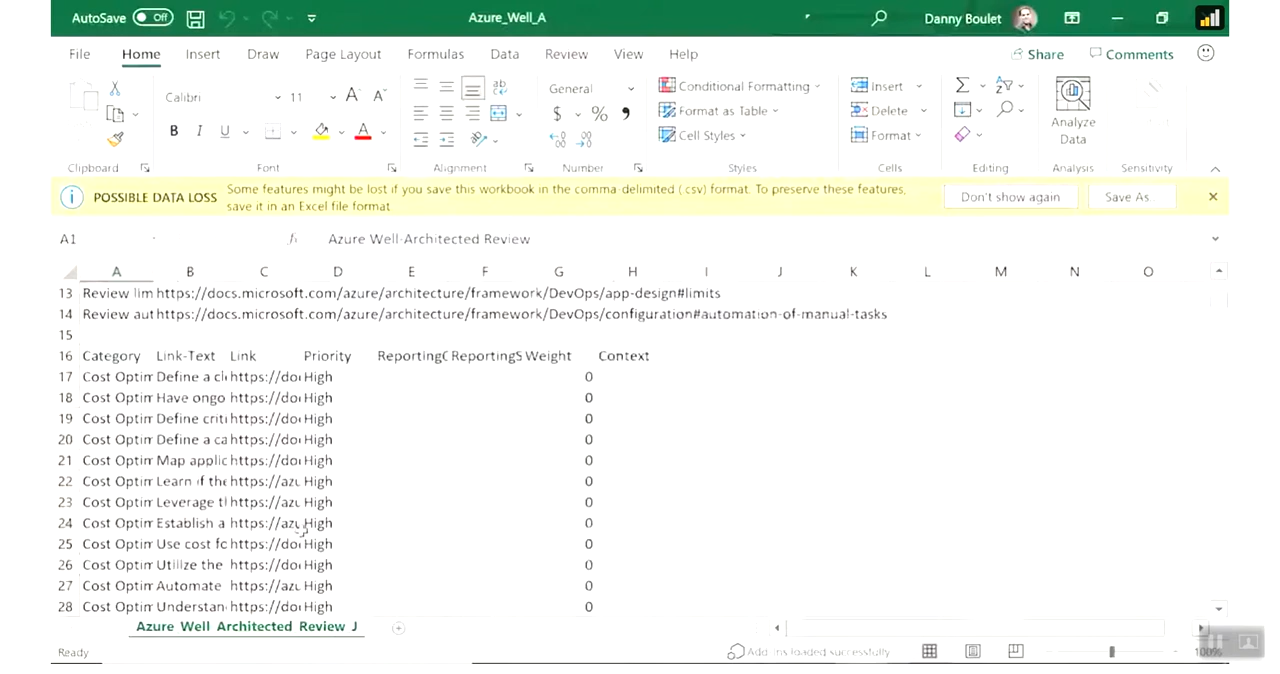 AutoSave Off Azure_Well_A Danny Boulet
File Home Insert Draw Page Layout Formulas Data Review View Help Share Comments
Calibri 11 A A General Conditional Formatting Insert
B I U A $ % Format as Table Delete Analyze
Cell Styles Format Data
Clipboard Font Alignment Number Styles Cells Editing Analysis Sensitivity
POSSIBLE DATA LOSS Some features might be lost if you save this workbook in the comma-delimited (.csv) format. To preserve these features, Don't show again Save As...
save it in an Excel file format
A1 fx Azure Well-Architected Review
A B C D E F G H I J K L M N O
13 Review lim https://docs.microsoft.com/azure/architecture/framework/DevOps/app-design#limits
14 Review aut https://docs.microsoft.com/azure/architecture/framework/DevOps/configuration#automation-of-manual-tasks
15
16 Category Link-Text Link Priority ReportingC ReportingS Weight Context
17 Cost Optim Define a cl https://do High 0
18 Cost Optim Have ongo https://do High 0
19 Cost Optim Define criti https://do High 0
20 Cost Optim Define a ca https://do High 0
21 Cost Optim Map applic https://do High 0
22 Cost Optim Learn if the https://az High 0
23 Cost Optim Leverage t https://az High 0
24 Cost Optim Establish a https://az High 0
25 Cost Optim Use cost fo https://do High 0
26 Cost Optim Utilize the https://do High 0
27 Cost Optim Automate https://az High 0
28 Cost Optim Understan https://do High 0
Azure Well Architected Review J
Ready Add-ins loaded successfully 100%